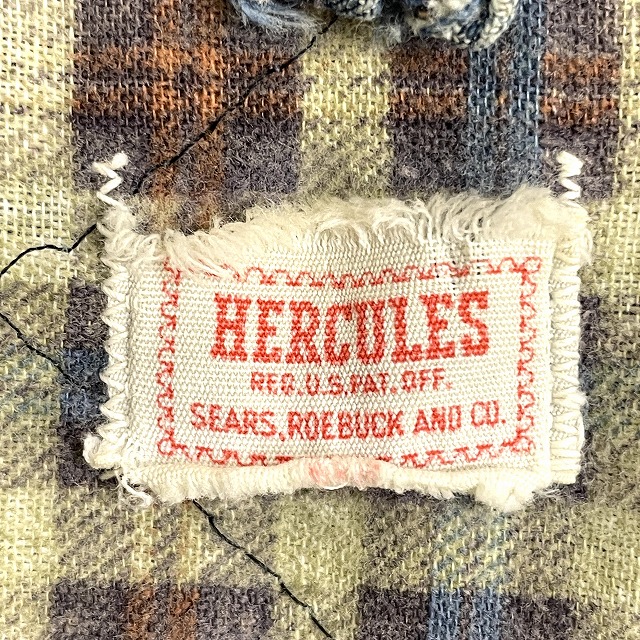 HERCULES
REG.U.S.PAT.OFF.
SEARS, ROEBUCK AND CO.